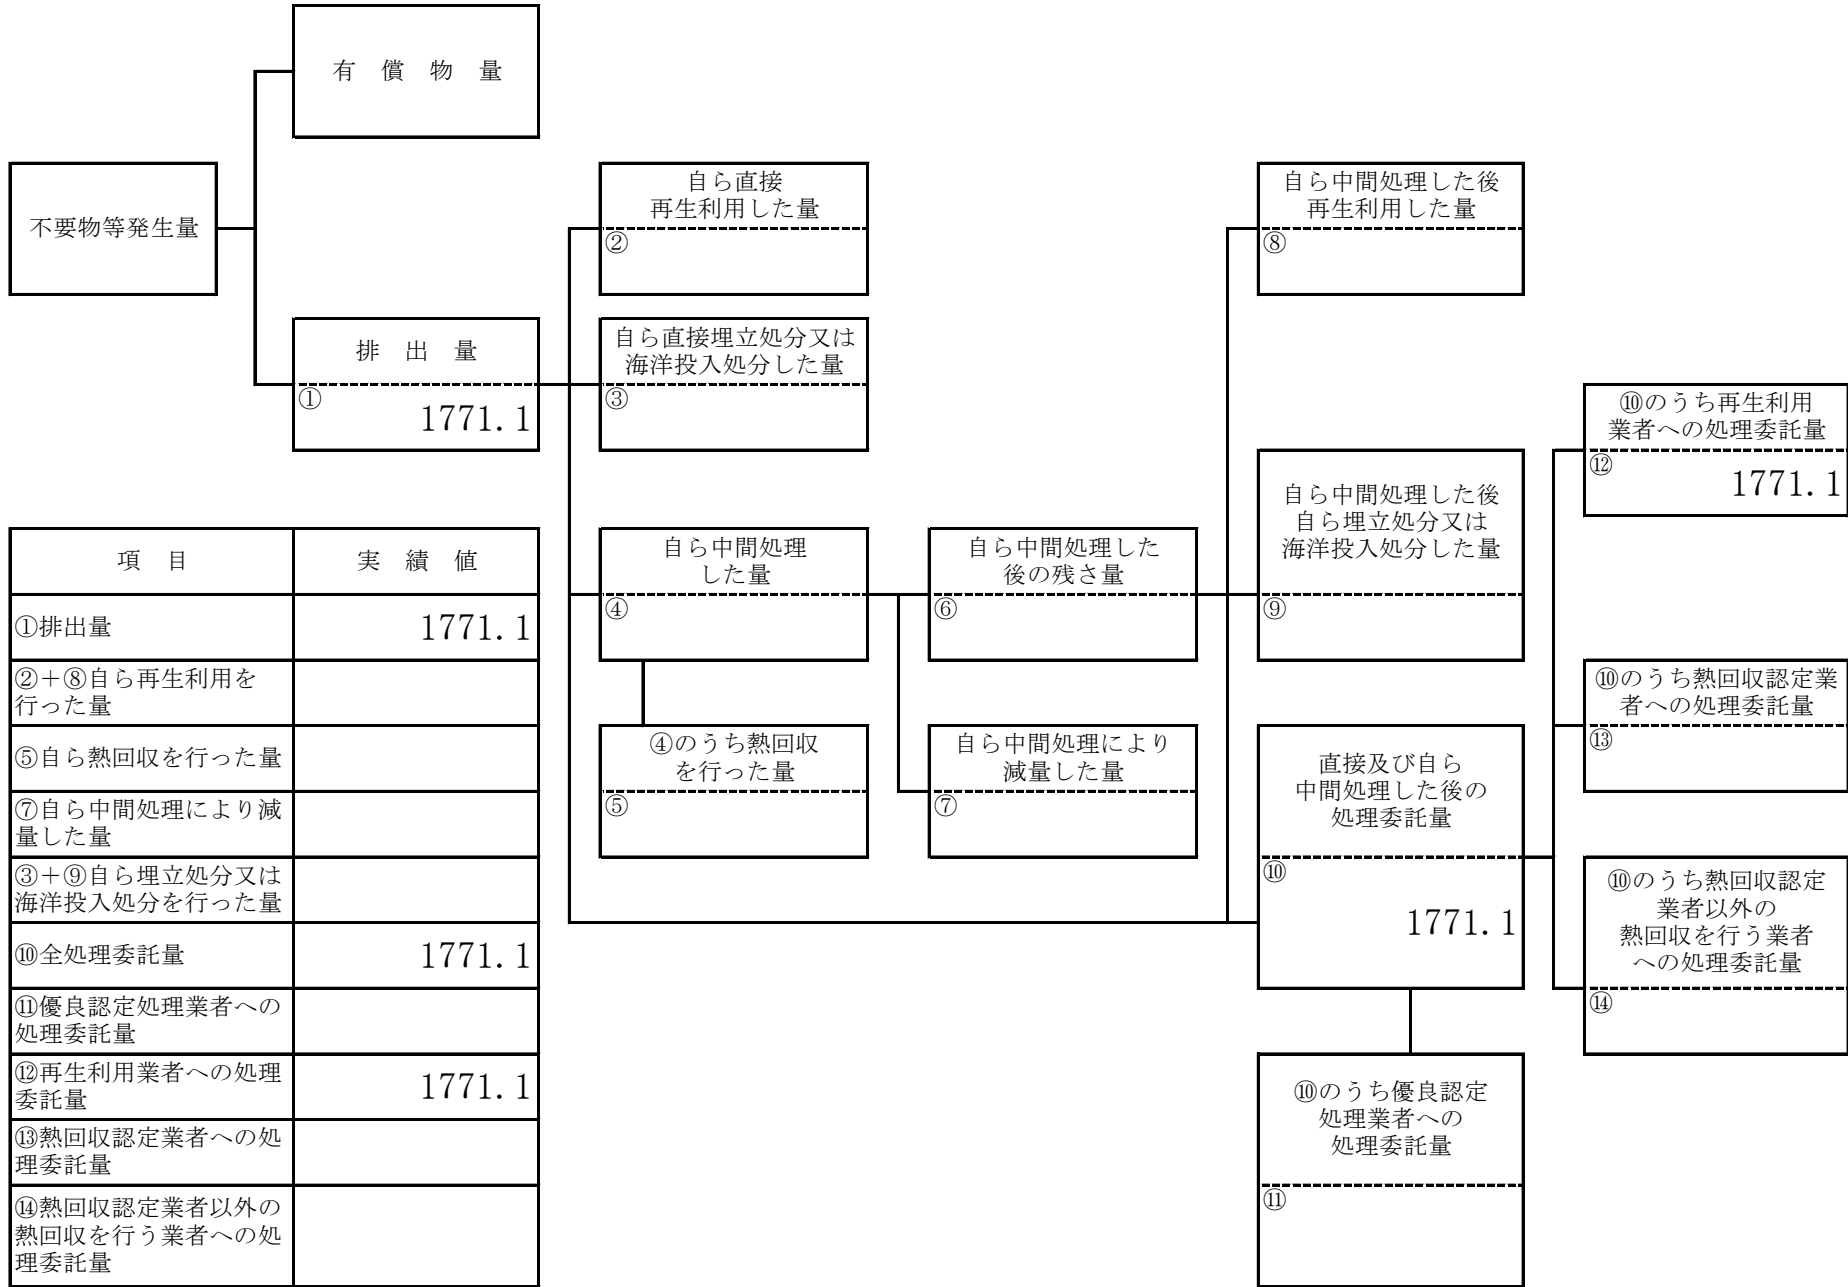 有 償 物 量
不要物等発生量
自ら直接
再生利用した量
②
自ら中間処理した後
再生利用した量
⑧
排 出 量
①
1771.1
自ら直接埋立処分又は
海洋投入処分した量
③
⑩のうち再生利用
業者への処理委託量
⑫
1771.1
自ら中間処理した後
自ら埋立処分又は
海洋投入処分した量
⑨
自ら中間処理
した量
④
自ら中間処理した
後の残さ量
⑥
④のうち熱回収
を行った量
⑤
自ら中間処理により
減量した量
⑦
直接及び自ら
中間処理した後の
処理委託量
⑩
1771.1
⑩のうち熱回収認定業
者への処理委託量
⑬
⑩のうち熱回収認定
業者以外の
熱回収を行う業者
への処理委託量
⑭
⑩のうち優良認定
処理業者への
処理委託量
⑪
項 目 実 績 値
①排出量 1771.1
②＋⑧自ら再生利用を
行った量
⑤自ら熱回収を行った量
⑦自ら中間処理により減
量した量
③＋⑨自ら埋立処分又は
海洋投入処分を行った量
⑩全処理委託量 1771.1
⑪優良認定処理業者への
処理委託量
⑫再生利用業者への処理
委託量 1771.1
⑬熱回収認定業者への処
理委託量
⑭熱回収認定業者以外の
熱回収を行う業者への処
理委託量